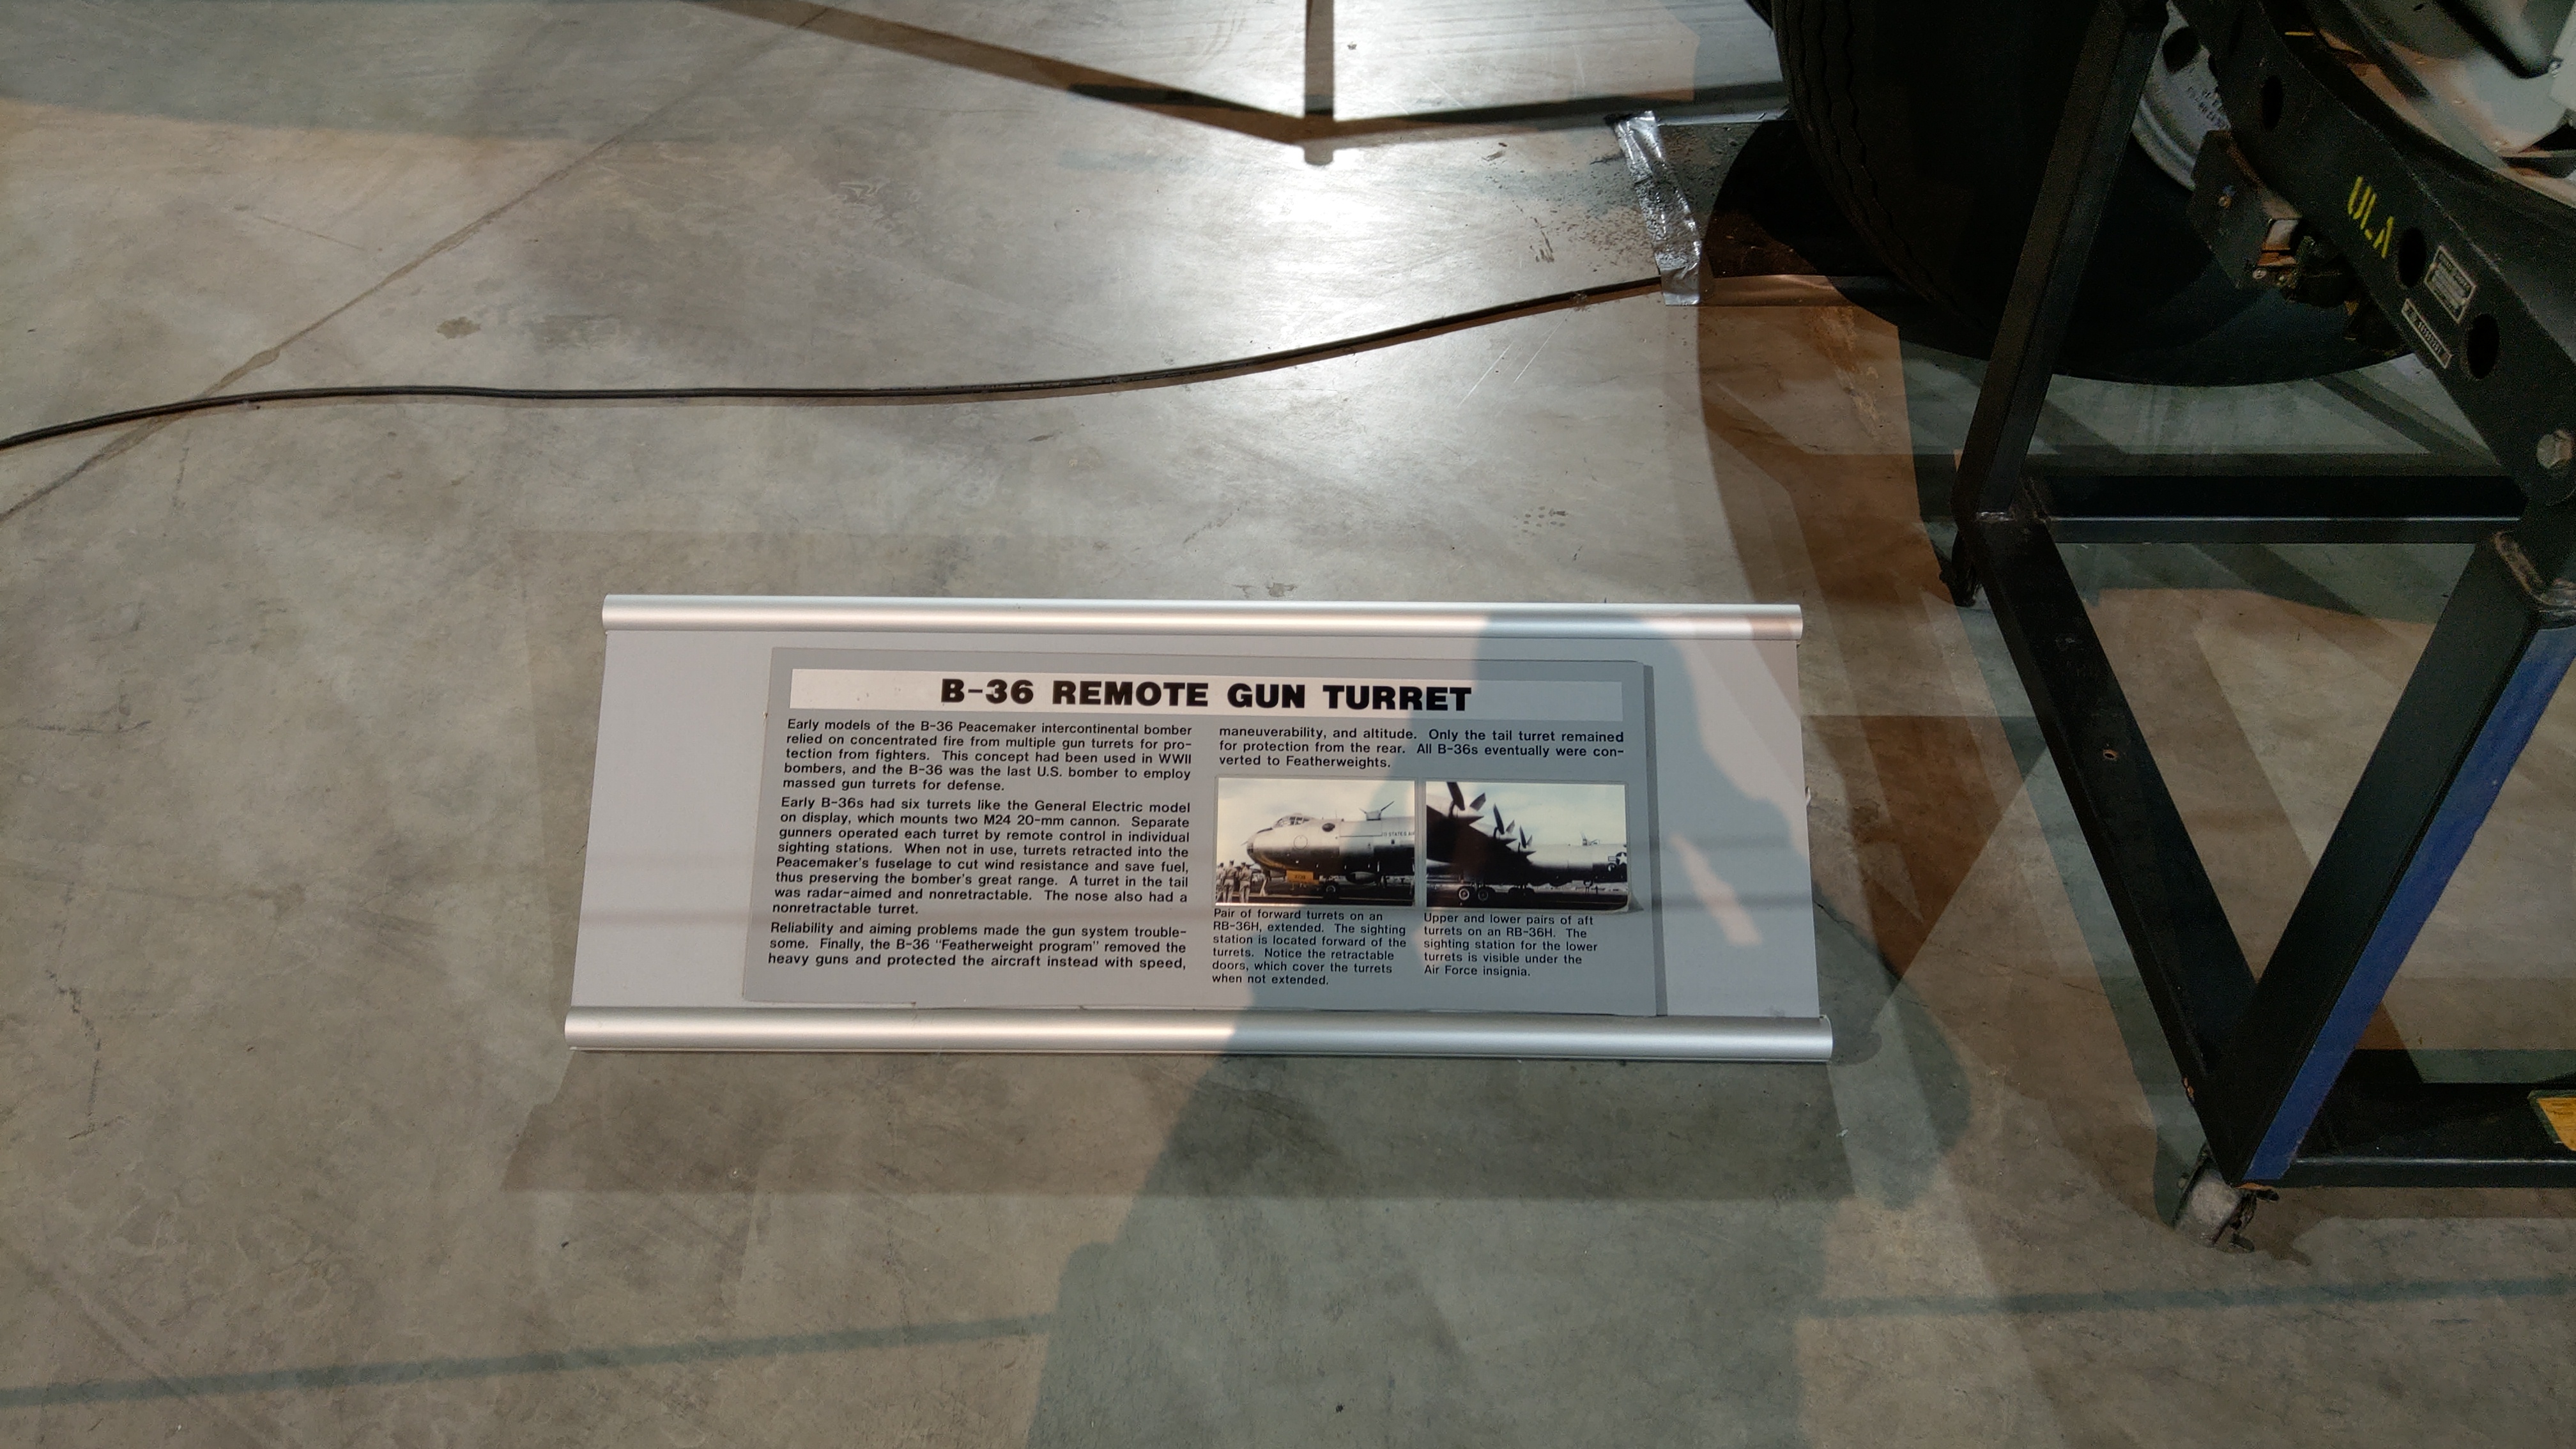 B-36 REMOTE GUN TURRET
Early models of the B-36 Peacemaker intercontinental bomber
relied on concentrated fire from multiple gun turrets for pro-
tection from fighters. This concept had been used in WWII
bombers, and the B-36 was the last U.S. bomber to employ
massed gun turrets for defense.
Early B-36s had six turrets like the General Electric model
on display, which mounts two M24 20-mm cannon. Separate
gunners operated each turret by remote control in individual
sighting stations. When not in use, turrets retracted into the
Peacemaker's fuselage to cut wind resistance and save fuel,
thus preserving the bomber's great range. A turret in the tail
was radar-aimed and nonretractable. The nose also had a
nonretractable turret.
Reliability and aiming problems made the gun system trouble-
some. Finally, the B-36 "Featherweight program" removed the
heavy guns and protected the aircraft instead with speed,
maneuverability, and altitude. Only the tail turret remained
for protection from the rear. All B-36s eventually were con-
verted to Featherweights.
Pair of forward turrets on an
RB-36H, extended. The sighting
station is located forward of the
turrets. Notice the retractable
doors, which cover the turrets
when not extended.
Upper and lower pairs of aft
turrets on an RB-36H. The
sighting station for the lower
turrets is visible under the
Air Force insignia.